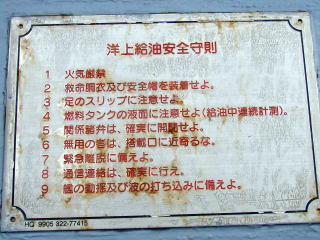 洋上給油安全守則
1 火気厳禁
2 救命胴衣及び安全帽を装着せよ。
3 足のスリップに注意せよ。
4 燃料タンクの液面に注意せよ(給油中連続計測)。
5 関係諸弁は、確実に開閉せよ。
6 無用の者は、搭載口に近寄るな。
7 緊急離脱に備えよ。
8 通信連絡は、確実に行え。
9 艦の動揺及び波の打ち込みに備えよ。
HQ 9905 322-77415